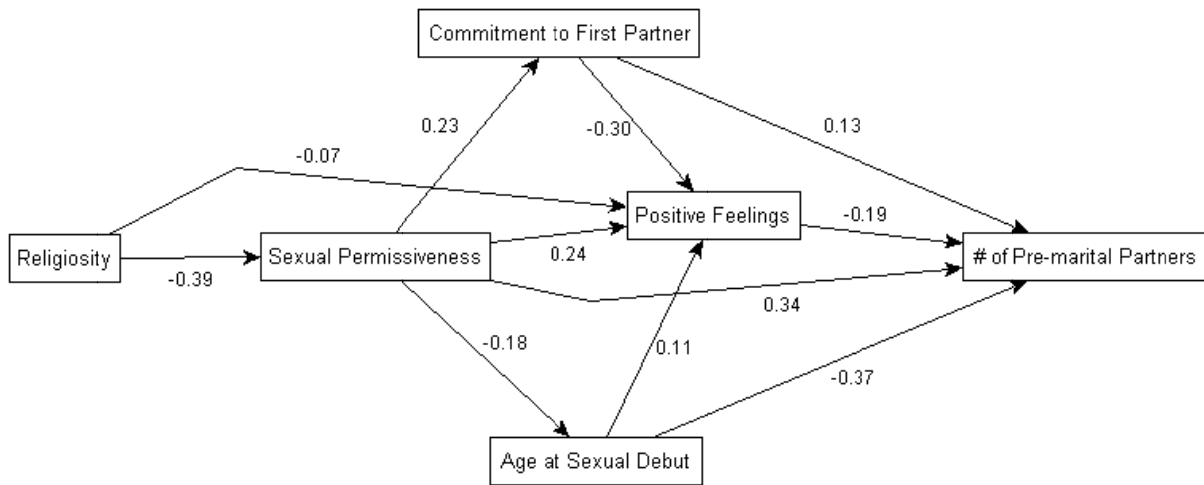 Commitment to First Partner
0.23
-0.30
0.13
-0.07
Positive Feelings
-0.19
Religiosity
-0.39
Sexual Permissiveness
0.24
# of Pre-marital Partners
0.34
-0.18
0.11
-0.37
Age at Sexual Debut